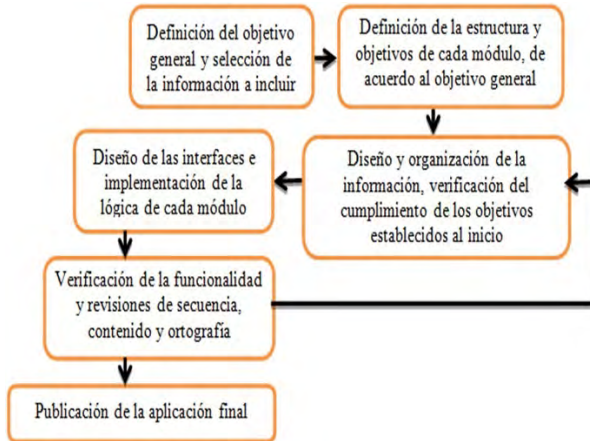 Definición del objetivo
general y selección de
la información a incluir
Definición de la estructura y
objetivos de cada módulo, de
acuerdo al objetivo general
Diseño y organización de la
información, verificación del
cumplimiento de los objetivos
establecidos al inicio
Diseño de las interfaces e
implementación de la
lógica de cada módulo
Verificación de la funcionalidad
y revisiones de secuencia,
contenido y ortografía
Publicación de la aplicación final